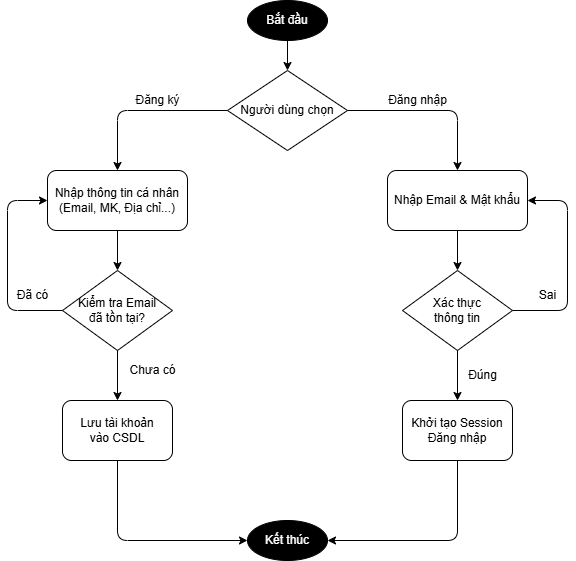 Bắt đầu
Người dùng chọn
Đăng ký
Đăng nhập
Nhập thông tin cá nhân
(Email, MK, Địa chỉ...)
Nhập Email & Mật khẩu
Đã có
Kiểm tra Email
đã tồn tại?
Xác thực
thông tin
Sai
Chưa có
Đúng
Lưu tài khoản
vào CSDL
Khởi tạo Session
Đăng nhập
Kết thúc